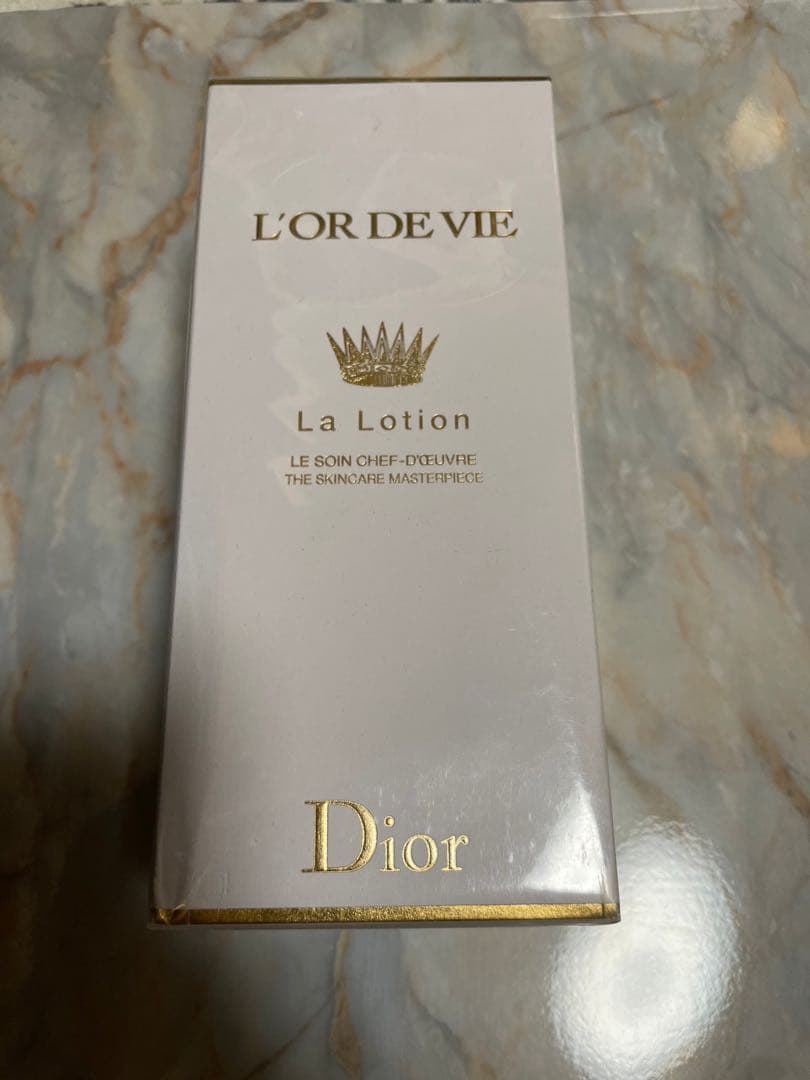 L'OR DE VIE
La Lotion
LE SOIN CHEF-D'ŒUVRE
THE SKINCARE MASTERPIECE
Dior